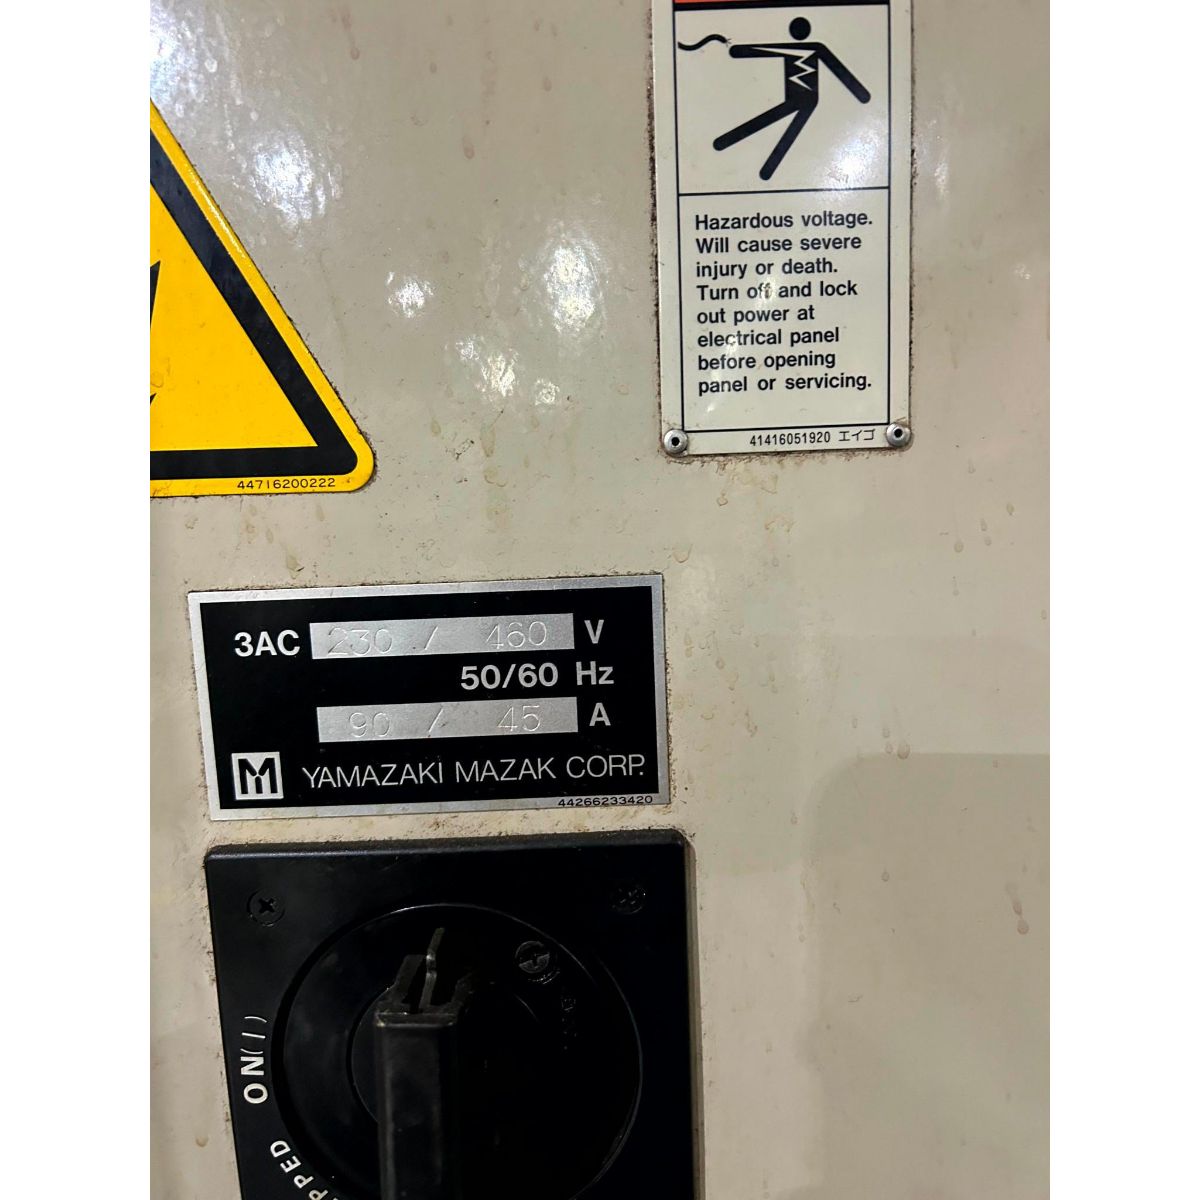 Hazardous voltage.
Will cause severe
injury or death.
Turn off and lock
out power at
electrical panel
before opening
panel or servicing.
41416051920 エイゴ
44716200222
3AC 230 / 460 V
50/60 Hz
90 / 45 A
YAMAZAKI MAZAK CORP.
44266233420
ON(I)